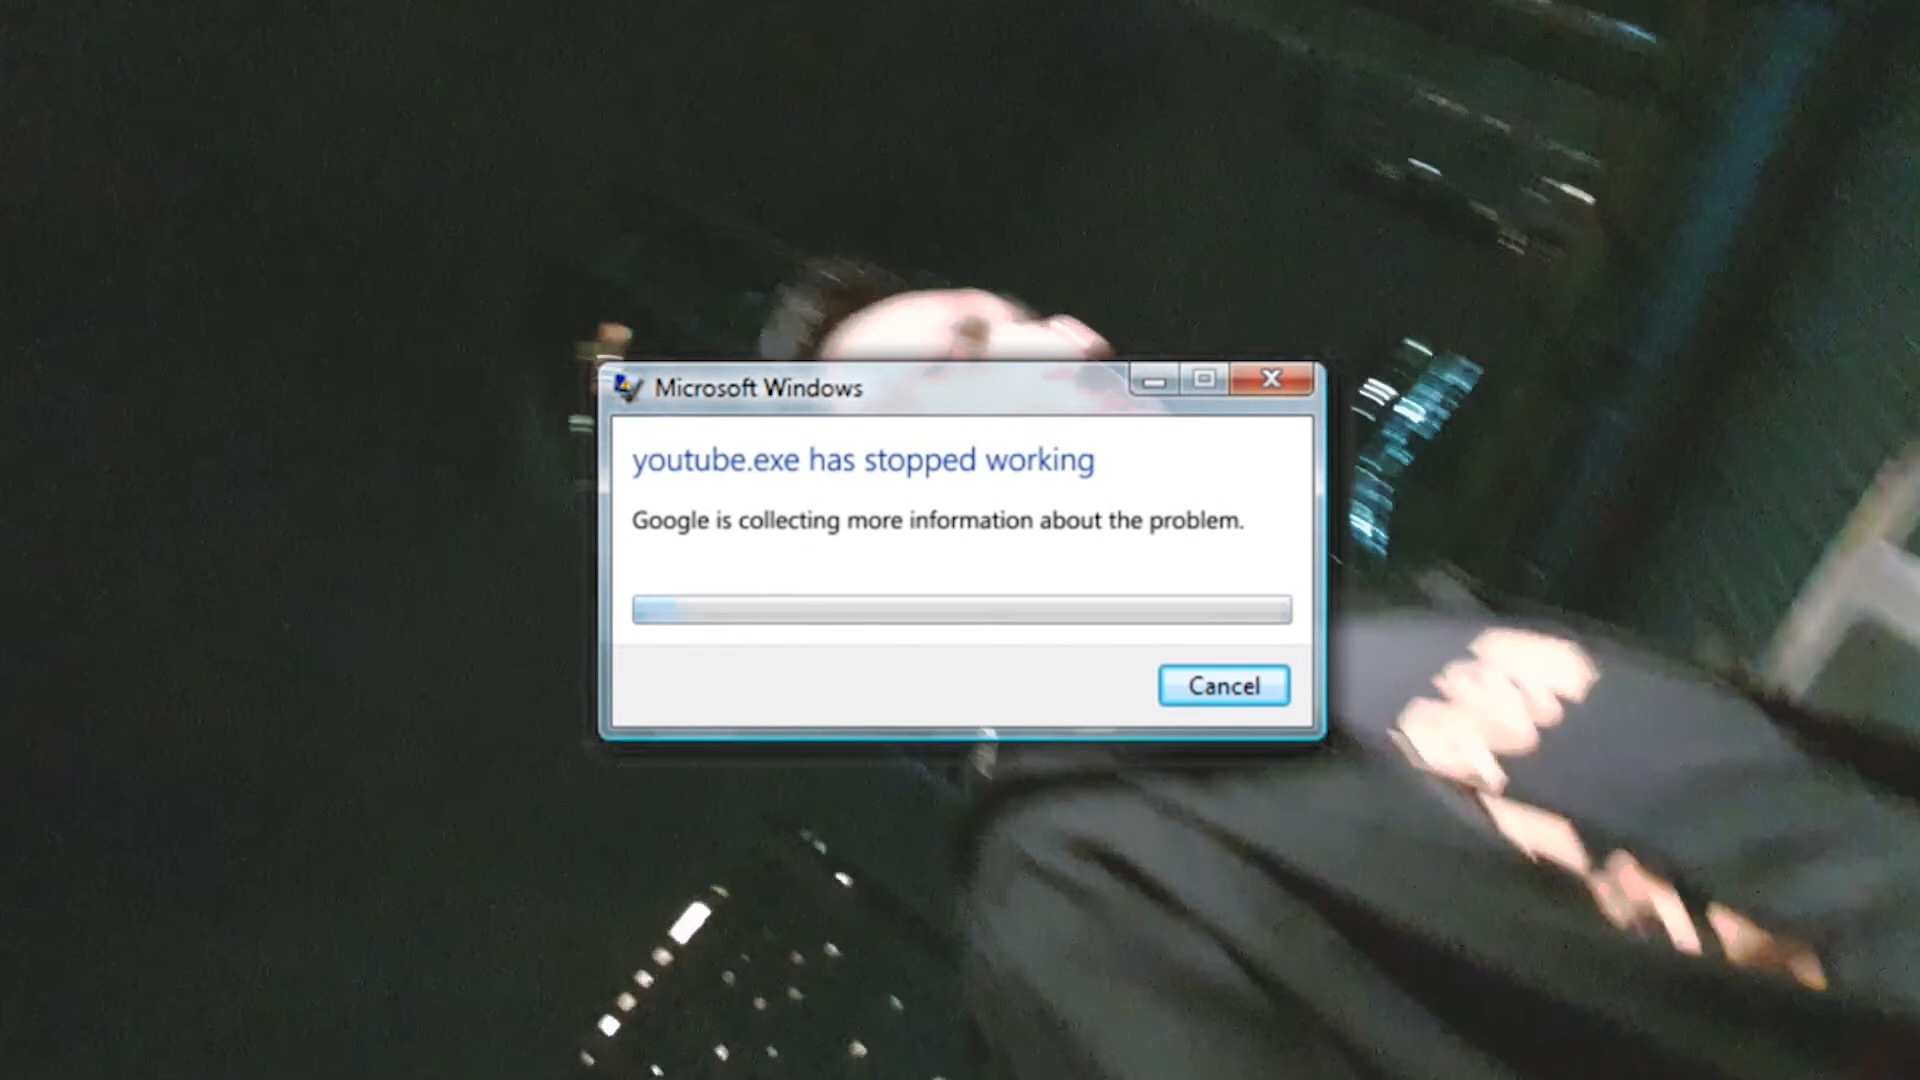 Microsoft Windows
youtube.exe has stopped working
Google is collecting more information about the problem.
Cancel